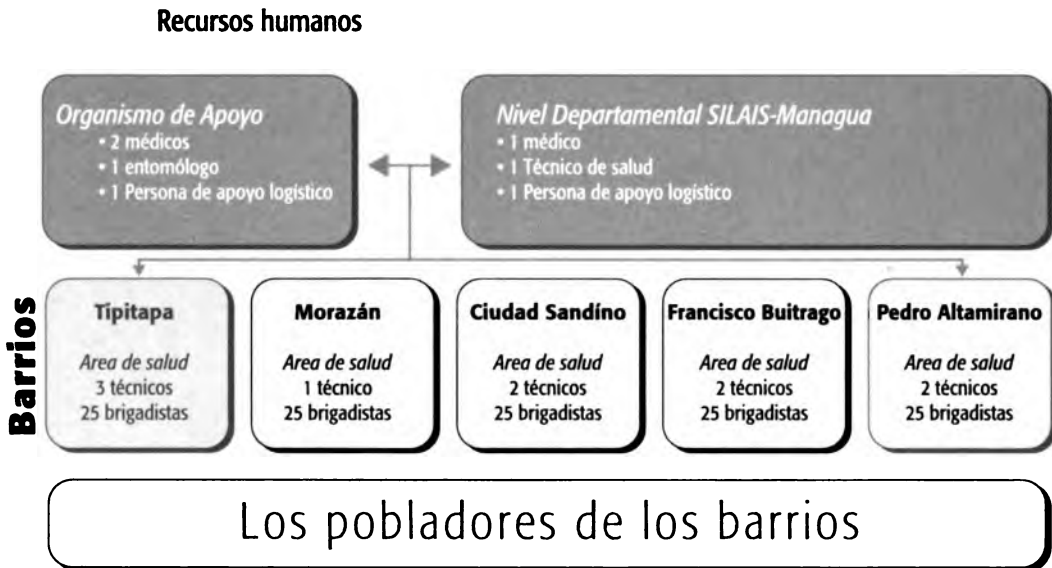 Recursos humanos
Organismo de Apoyo
• 2 médicos
• 1 entomólogo
• 1 Persona de apoyo logístico
Nivel Departamental SILAIS-Managua
• 1 médico
• 1 Técnico de salud
• 1 Persona de apoyo logístico
Barrios
Tipitapa
Area de salud
3 técnicos
25 brigadistas
Morazán
Area de salud
1 técnico
25 brigadistas
Ciudad Sandíno
Area de salud
2 técnicos
25 brigadistas
Francisco Buitrago
Area de salud
2 técnicos
25 brigadistas
Pedro Altamirano
Area de salud
2 técnicos
25 brigadistas
Los pobladores de los barrios